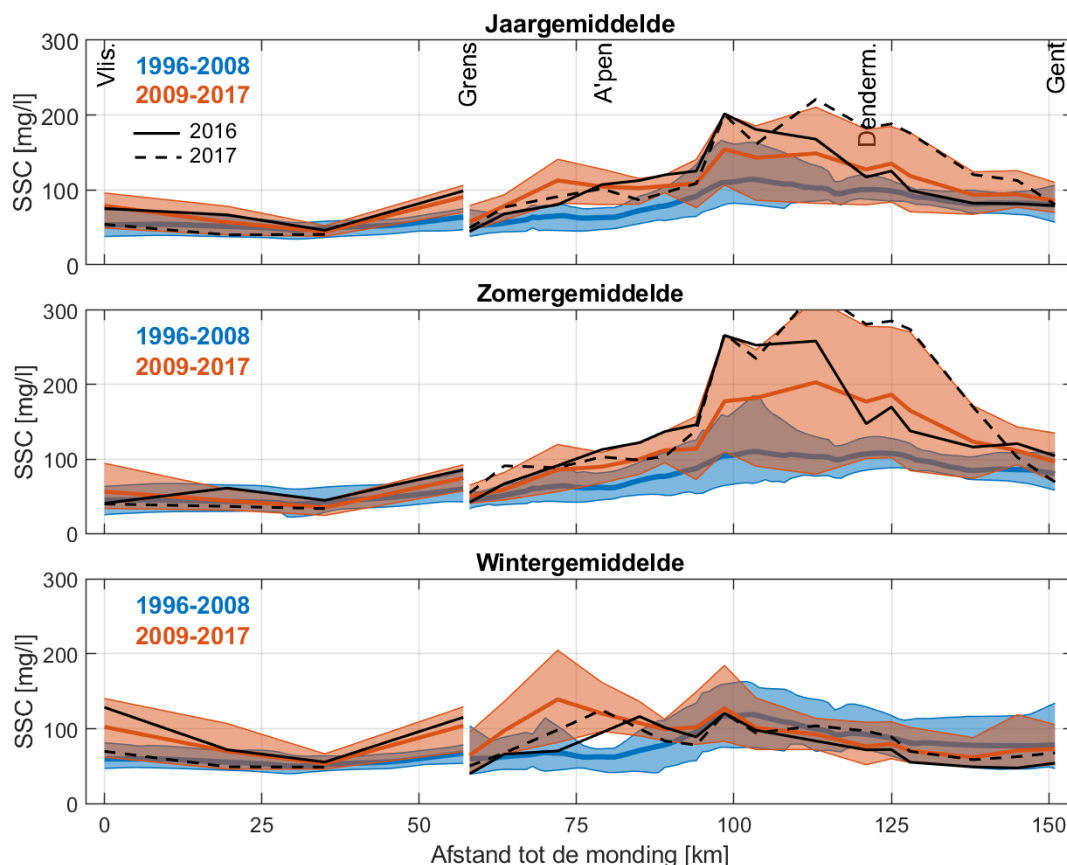 Jaargemiddelde
300
200
100
0
SSC [mg/l]
Vlis.
Grens
A'pen
Denderm.
Gent
1996-2008
2009-2017
2016
2017
Zomergemiddelde
300
200
100
0
SSC [mg/l]
1996-2008
2009-2017
Wintergemiddelde
300
200
100
0
SSC [mg/l]
1996-2008
2009-2017
0 25 50 75 100 125 150
Afstand tot de monding [km]